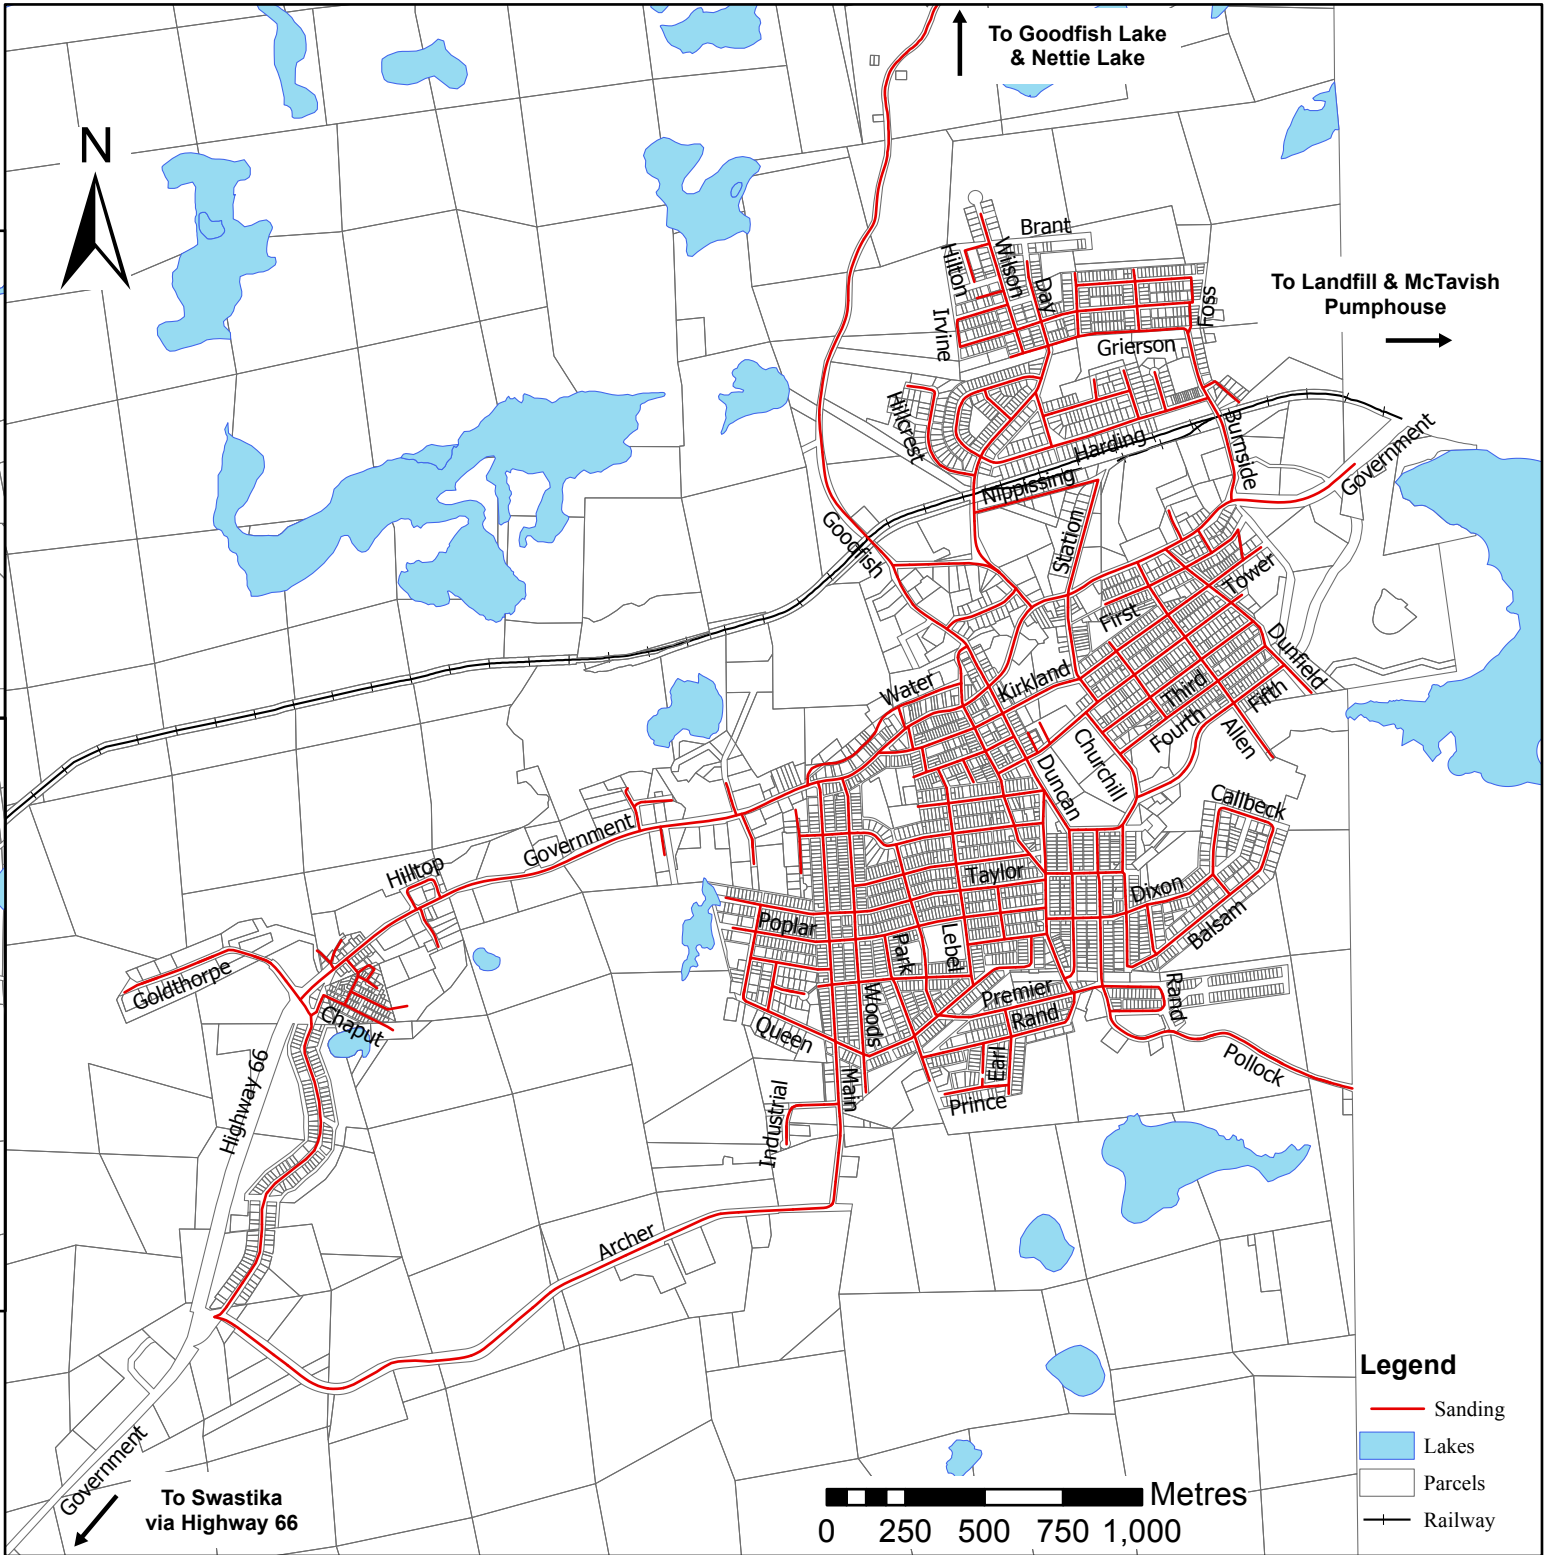 To Goodfish Lake
& Nettie Lake
N
Brant
Hilton
Wilson
Day
Irvine
Foss
To Landfill & McTavish
Pumphouse
Grierson
Hillcrest
Harding
Burnside
Government
Nippissing
Goodfish
Station
Tower
First
Dunfield
Kirkland
Water
Third
Fifth
Fourth
Allen
Churchill
Duncan
Callbeck
Government
Hilltop
Taylor
Dixon
Balsam
Poplar
Park
Lebel
Goldthorpe
Chaput
Queen
Woods
Premier
Rand
Rand
Earl
Pollock
Highway 66
Main
Prince
Industrial
Archer
Government
To Swastika
via Highway 66
Metres
0 250 500 750 1,000
Legend
Sanding
Lakes
Parcels
Railway